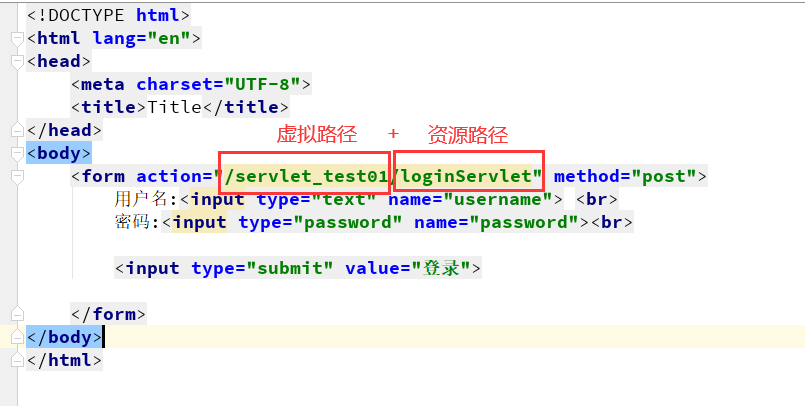 <!DOCTYPE html>
<html lang="en">
<head>
<meta charset="UTF-8">
<title>Title</title>
</head>
虚拟路径 + 资源路径
<body>
<form action="/servlet_test01/loginServlet" method="post">
用户名:<input type="text" name="username"> <br>
密码:<input type="password" name="password"><br>
<input type="submit" value="登录">
</form>
</body>
</html>